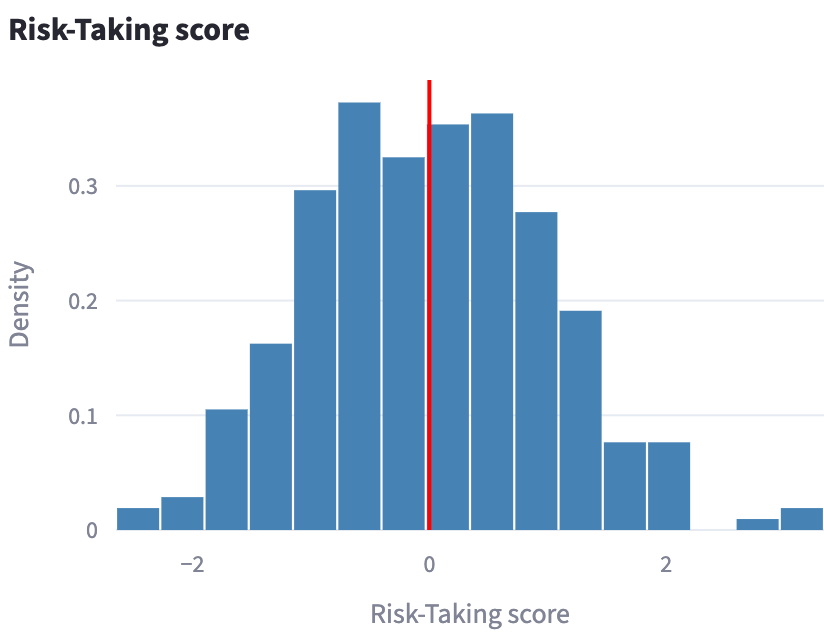 Risk-Taking score
Density
0.3
0.2
0.1
0
−2
0
2
Risk-Taking score